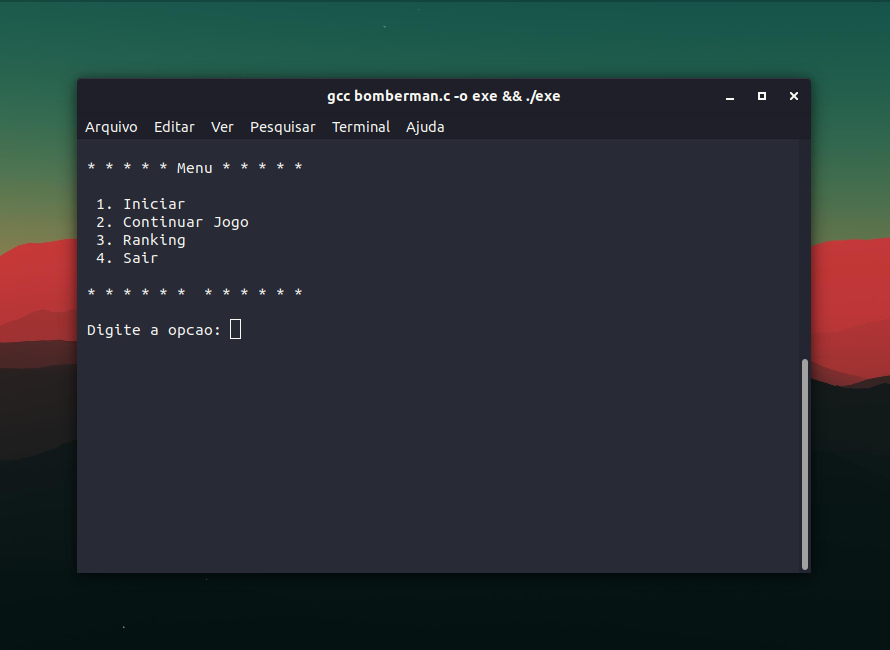 gcc bomberman.c -o exe && ./exe
Arquivo Editar Ver Pesquisar Terminal Ajuda
* * * * * Menu * * * * *
1. Iniciar
2. Continuar Jogo
3. Ranking
4. Sair
* * * * * *  * * * * * *
Digite a opcao: